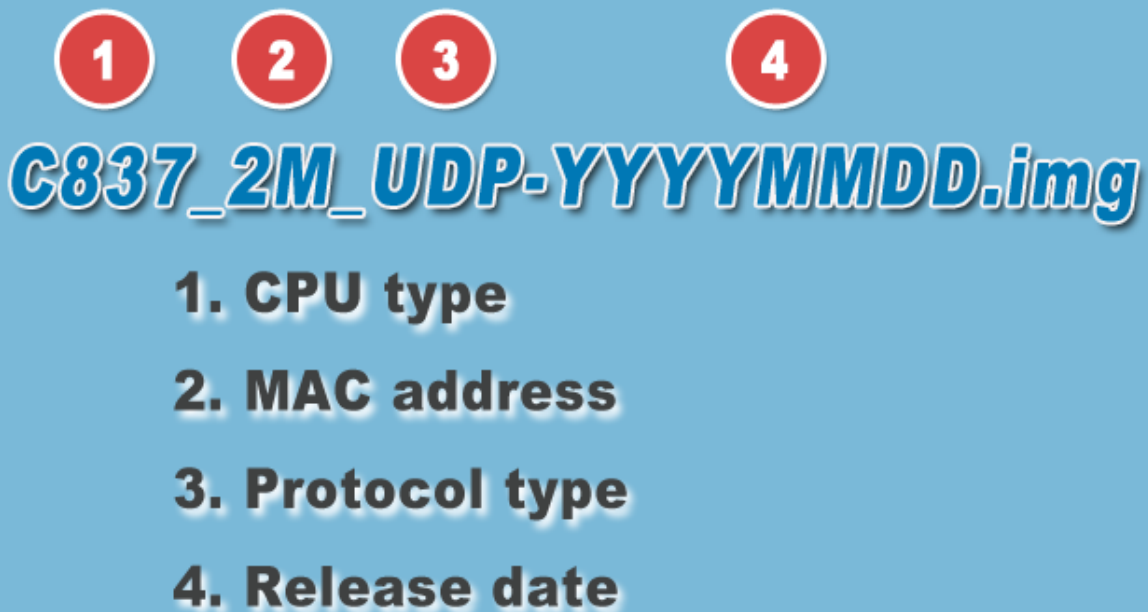 1 2 3 4
C837_2M_UDP-YYYYMMDD.img
1. CPU type
2. MAC address
3. Protocol type
4. Release date